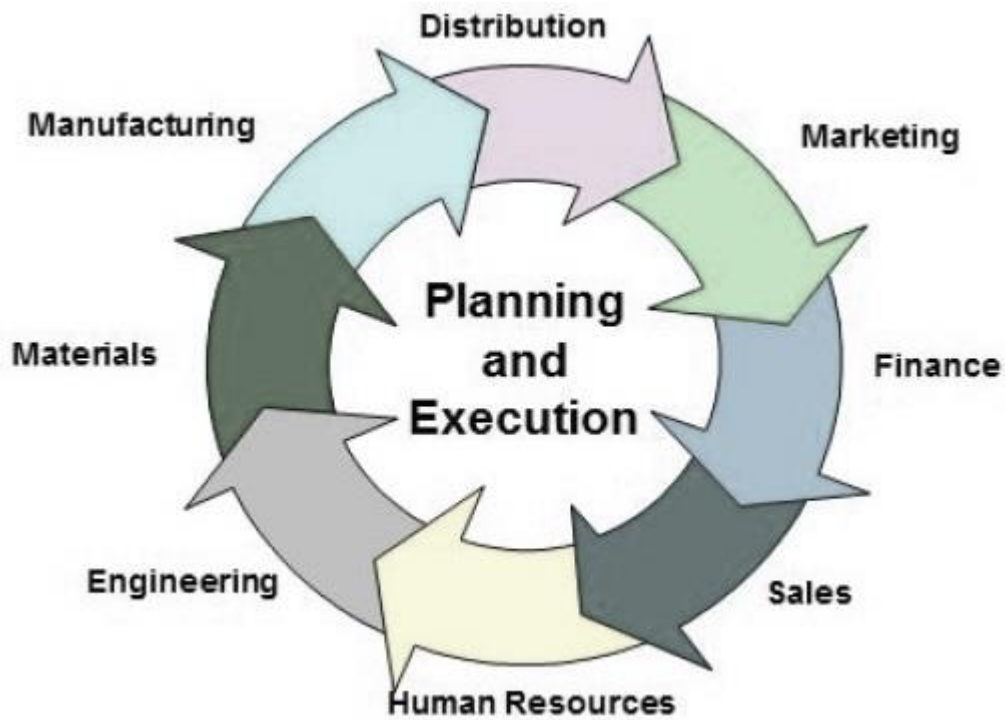 Distribution
Manufacturing
Marketing
Planning
and
Execution
Materials
Finance
Engineering
Sales
Human Resources